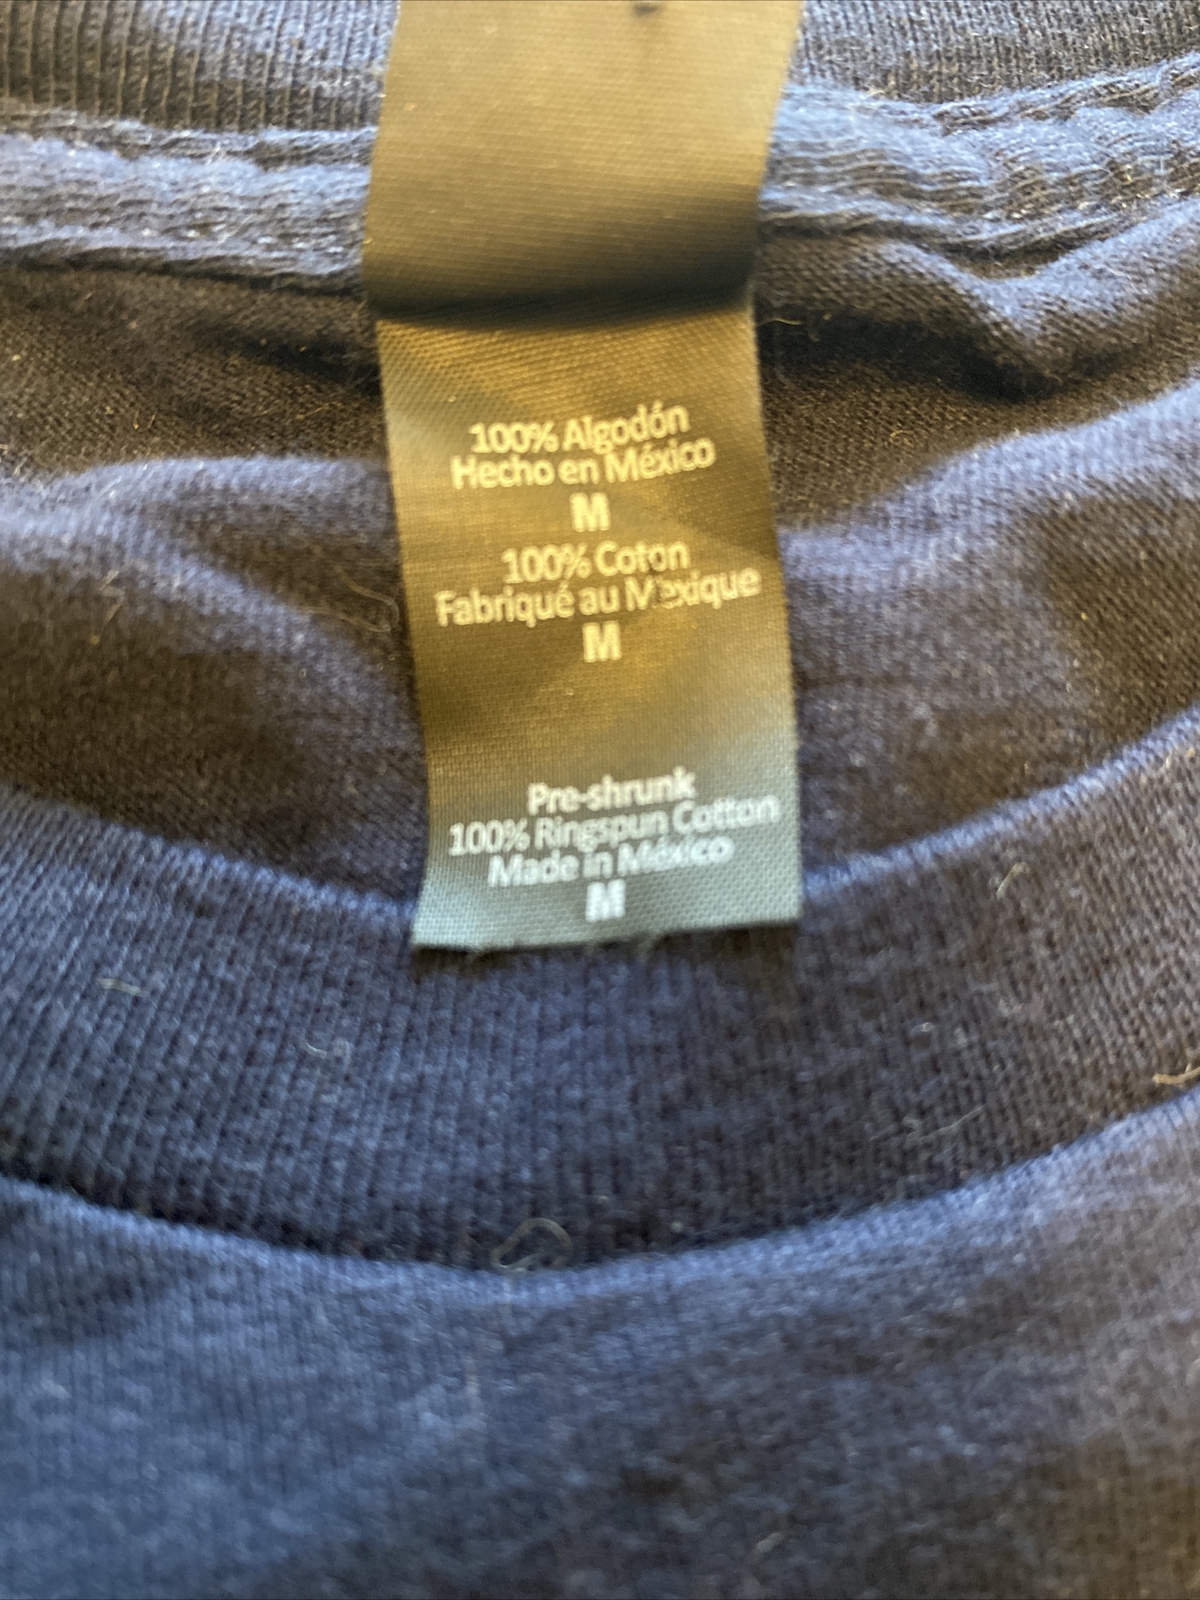 100% Algodón
Hecho en México
M
100% Coton
Fabriqué au Mexique
M
Pre-shrunk
100% Ringspun Cotton
Made in México
M